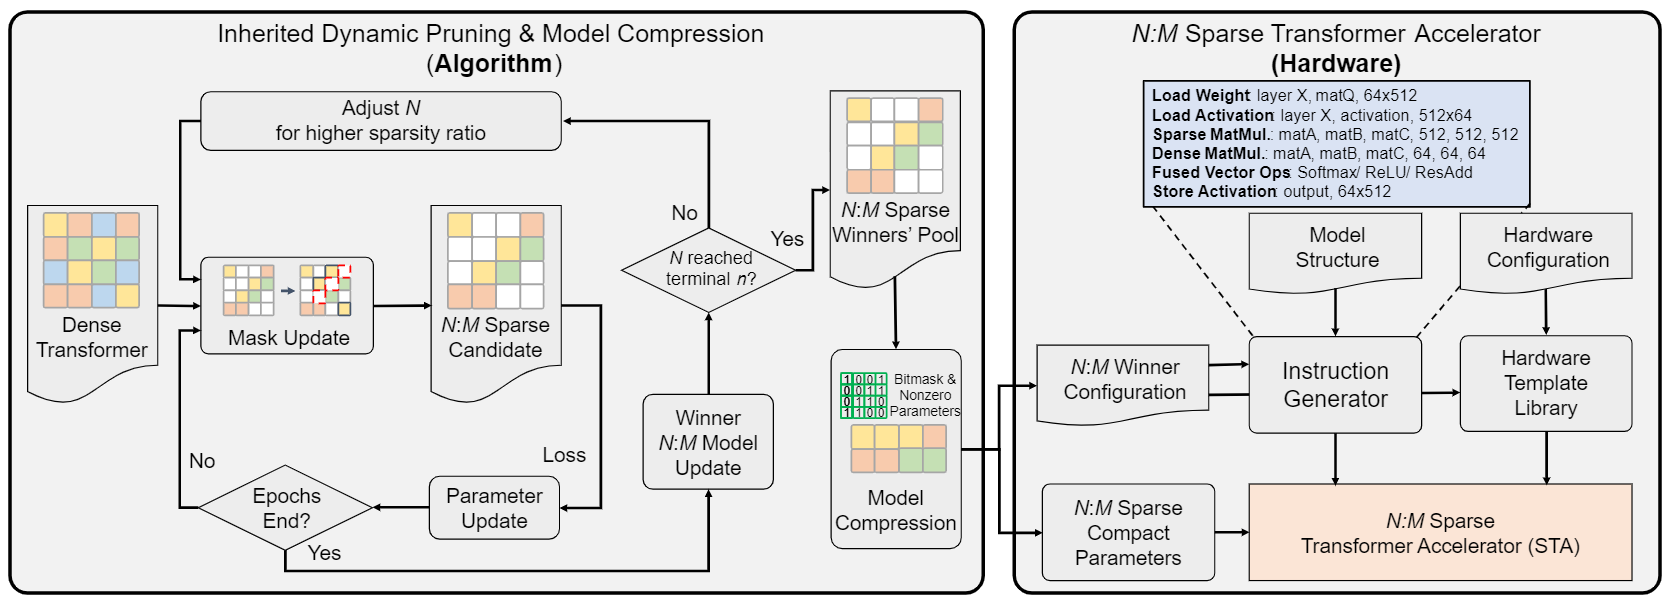 Inherited Dynamic Pruning & Model Compression
(Algorithm)
Adjust N
for higher sparsity ratio
Dense
Transformer
Mask Update
N:M Sparse
Candidate
Loss
Parameter
Update
Epochs
End?
No
Yes
Winner
N:M Model
Update
N reached
terminal n?
No
Yes
N:M Sparse
Winners' Pool
1 0 0 1
0 0 1 1
0 1 1 0
1 1 0 0
Bitmask &
Nonzero
Parameters
Model
Compression
N:M Sparse Transformer Accelerator
(Hardware)
Load Weight: layer X, matQ, 64x512
Load Activation: layer X, activation, 512x64
Sparse MatMul.: matA, matB, matC, 512, 512, 512
Dense MatMul.: matA, matB, matC, 64, 64, 64
Fused Vector Ops: Softmax/ ReLU/ ResAdd
Store Activation: output, 64x512
Model
Structure
Hardware
Configuration
N:M Winner
Configuration
Instruction
Generator
Hardware
Template
Library
N:M Sparse
Compact
Parameters
N:M Sparse
Transformer Accelerator (STA)